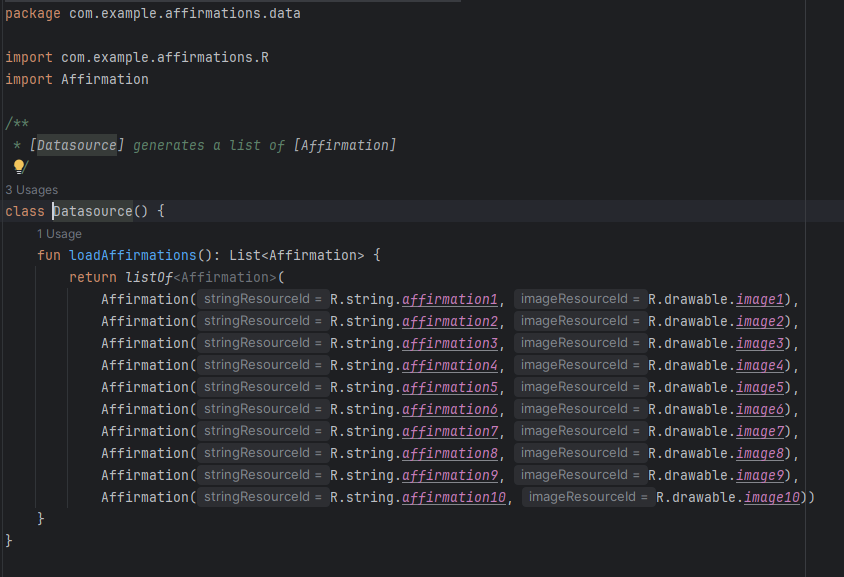 package com.example.affirmations.data
import com.example.affirmations.R
import Affirmation
/**
* [Datasource] generates a list of [Affirmation]
/
3 Usages
class Datasource() {
1 Usage
fun loadAffirmations(): List<Affirmation> {
return listOf<Affirmation>(
Affirmation( stringResourceId = R.string.affirmation1, imageResourceId = R.drawable.image1),
Affirmation( stringResourceId = R.string.affirmation2, imageResourceId = R.drawable.image2),
Affirmation( stringResourceId = R.string.affirmation3, imageResourceId = R.drawable.image3),
Affirmation( stringResourceId = R.string.affirmation4, imageResourceId = R.drawable.image4),
Affirmation( stringResourceId = R.string.affirmation5, imageResourceId = R.drawable.image5),
Affirmation( stringResourceId = R.string.affirmation6, imageResourceId = R.drawable.image6),
Affirmation( stringResourceId = R.string.affirmation7, imageResourceId = R.drawable.image7),
Affirmation( stringResourceId = R.string.affirmation8, imageResourceId = R.drawable.image8),
Affirmation( stringResourceId = R.string.affirmation9, imageResourceId = R.drawable.image9),
Affirmation( stringResourceId = R.string.affirmation10, imageResourceId = R.drawable.image10))
}
}